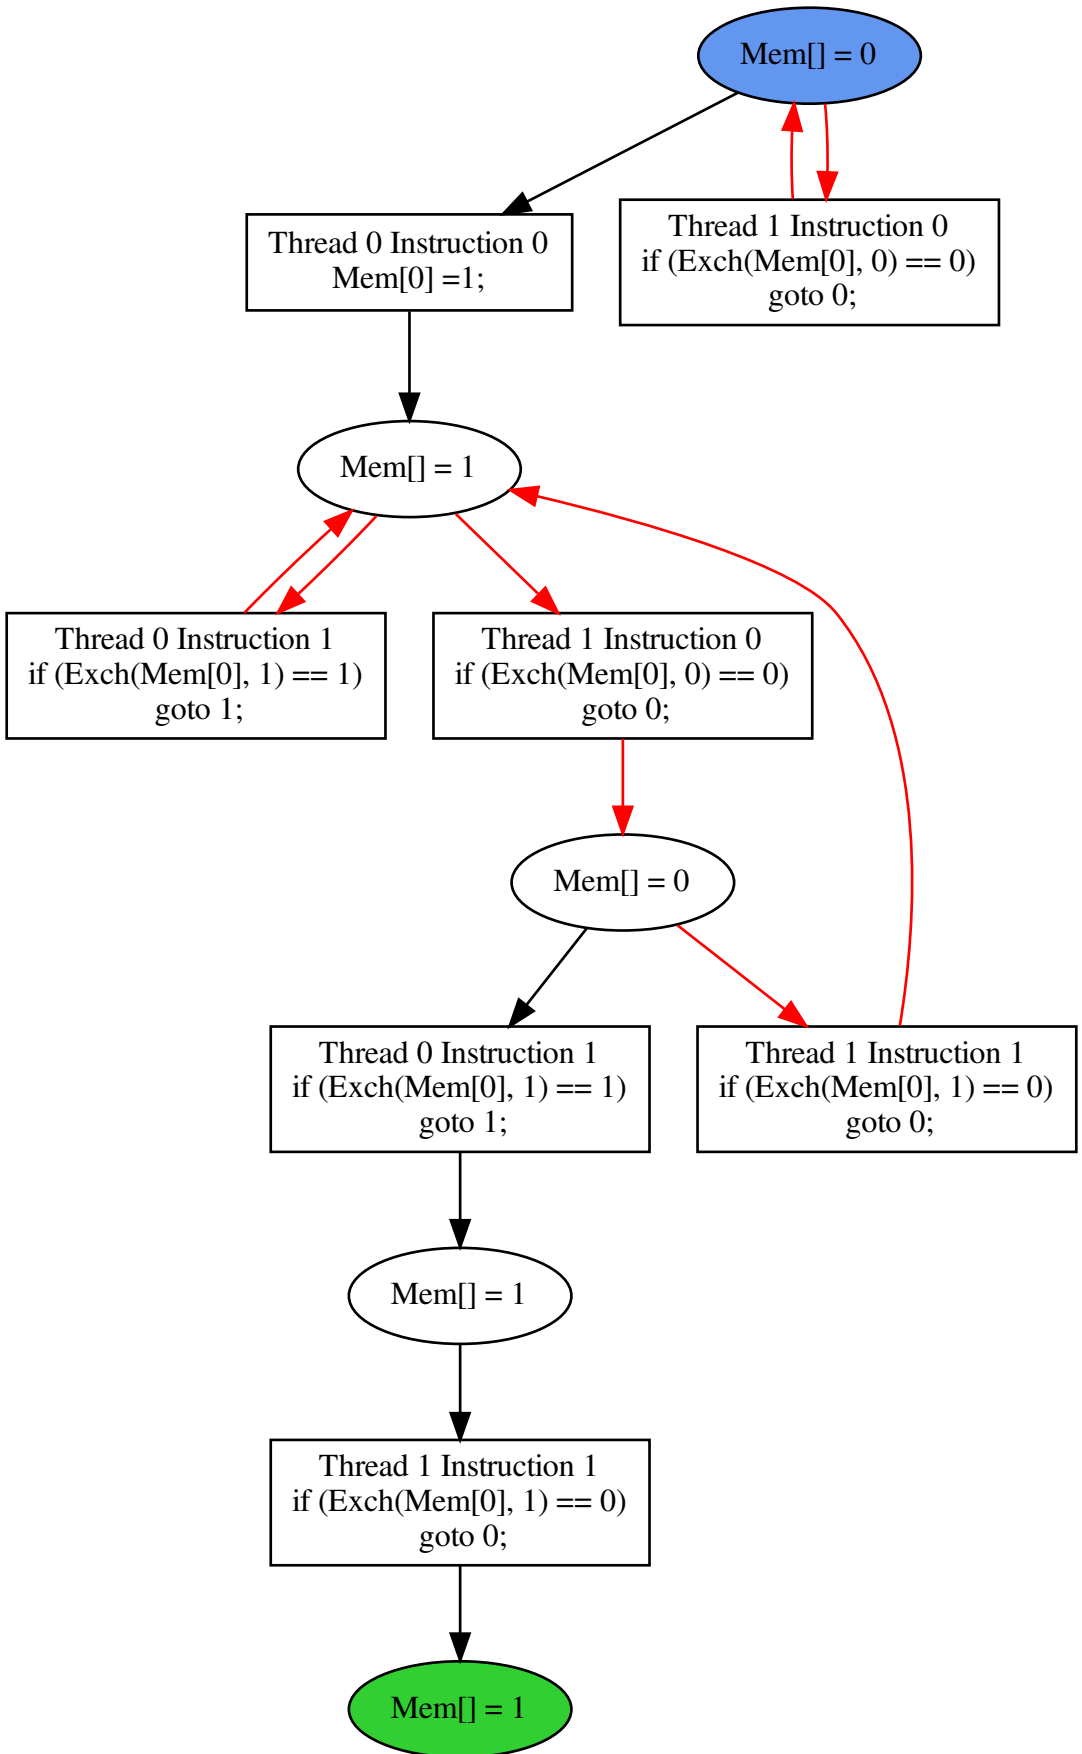 Mem[] = 0
Thread 0 Instruction 0
Mem[0] =1;
Thread 1 Instruction 0
if (Exch(Mem[0], 0) == 0)
goto 0;
Mem[] = 1
Thread 0 Instruction 1
if (Exch(Mem[0], 1) == 1)
goto 1;
Thread 1 Instruction 0
if (Exch(Mem[0], 0) == 0)
goto 0;
Mem[] = 0
Thread 0 Instruction 1
if (Exch(Mem[0], 1) == 1)
goto 1;
Thread 1 Instruction 1
if (Exch(Mem[0], 1) == 0)
goto 0;
Mem[] = 1
Thread 1 Instruction 1
if (Exch(Mem[0], 1) == 0)
goto 0;
Mem[] = 1